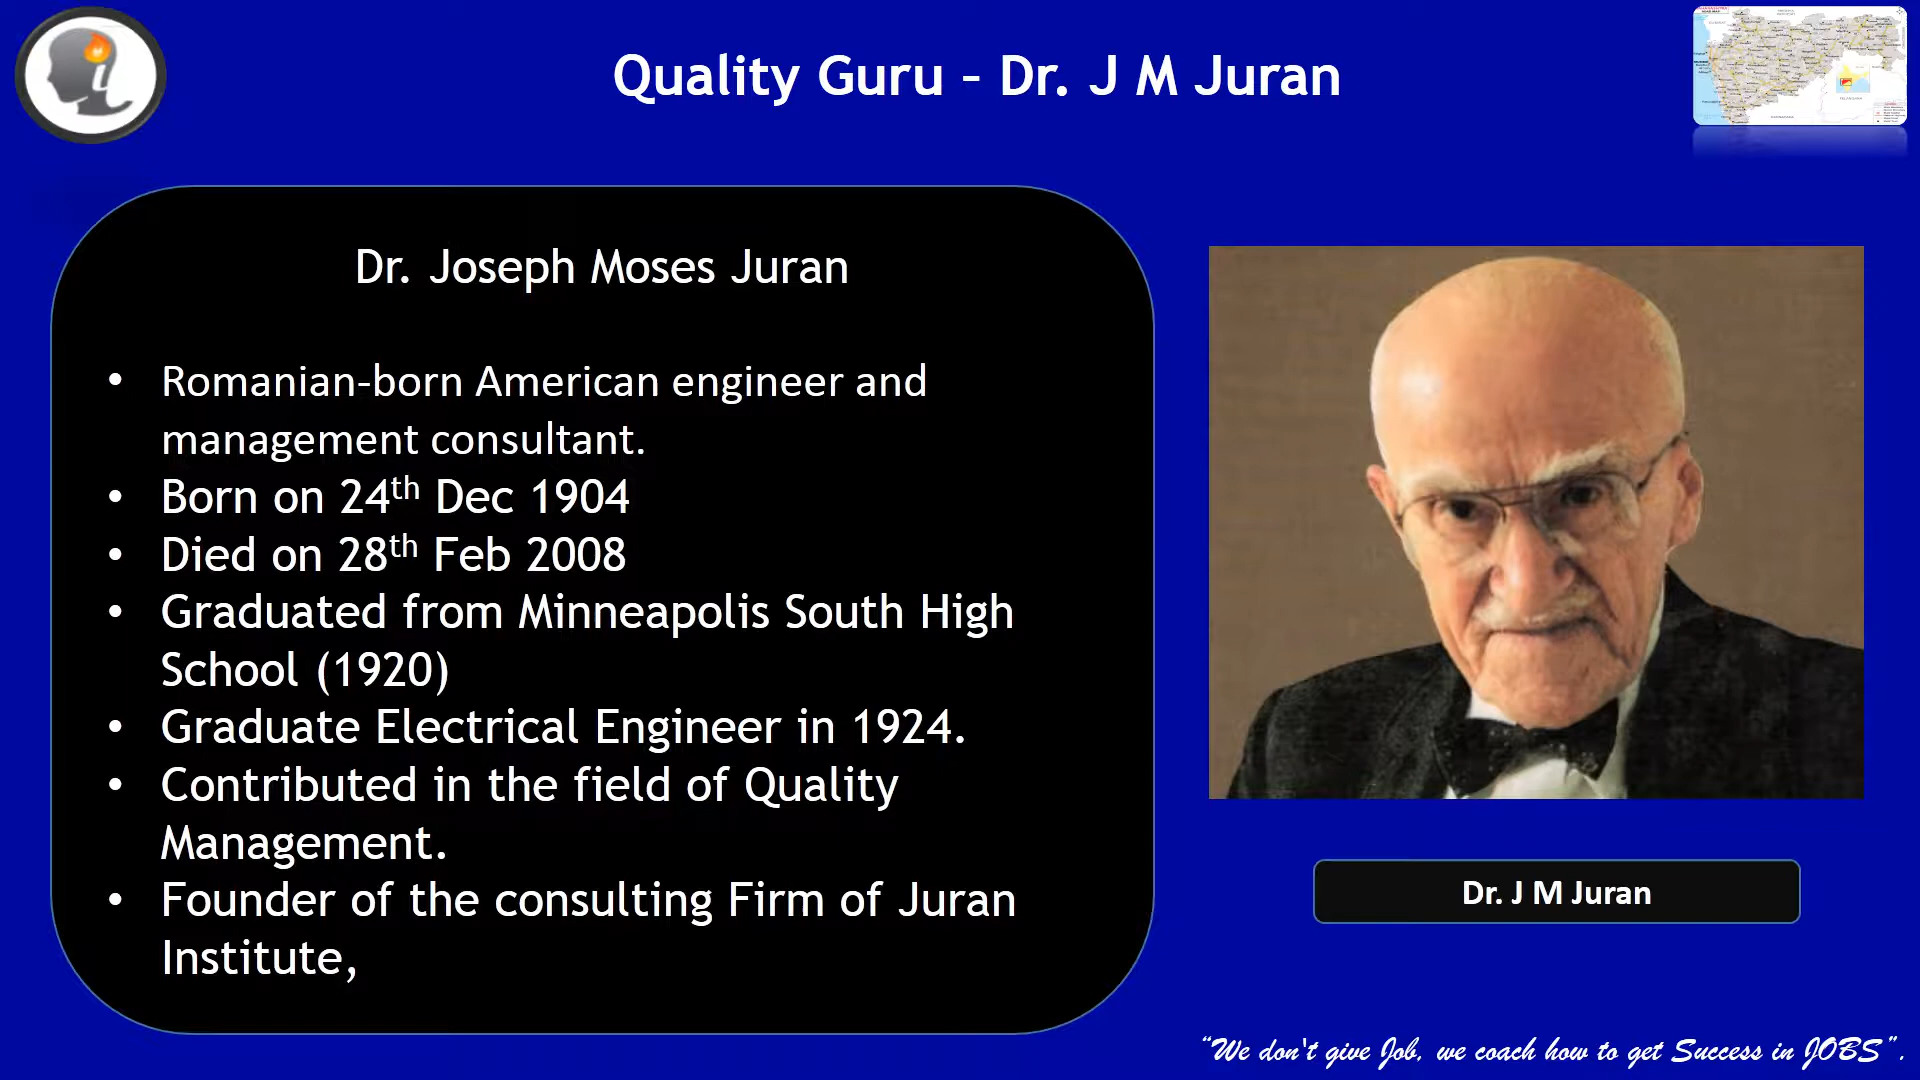 Quality Guru – Dr. J M Juran
Dr. Joseph Moses Juran
• Romanian-born American engineer and
management consultant.
• Born on 24th Dec 1904
• Died on 28th Feb 2008
• Graduated from Minneapolis South High
School (1920)
• Graduate Electrical Engineer in 1924.
• Contributed in the field of Quality
Management.
• Founder of the consulting Firm of Juran
Institute,
Dr. J M Juran
“We don't give Job, we coach how to get Success in JOBS”.